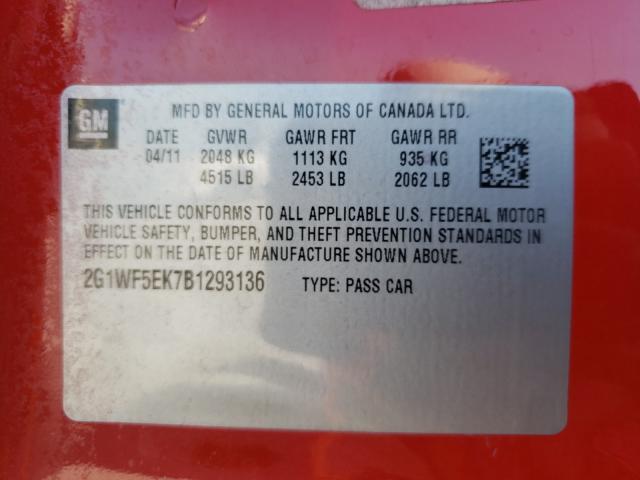 GM
MFD BY GENERAL MOTORS OF CANADA LTD.
DATE GVWR GAWR FRT GAWR RR
04/11 2048 KG 1113 KG 935 KG
4515 LB 2453 LB 2062 LB
THIS VEHICLE CONFORMS TO ALL APPLICABLE U.S. FEDERAL MOTOR
VEHICLE SAFETY, BUMPER, AND THEFT PREVENTION STANDARDS IN
EFFECT ON THE DATE OF MANUFACTURE SHOWN ABOVE.
2G1WF5EK7B1293136 TYPE: PASS CAR